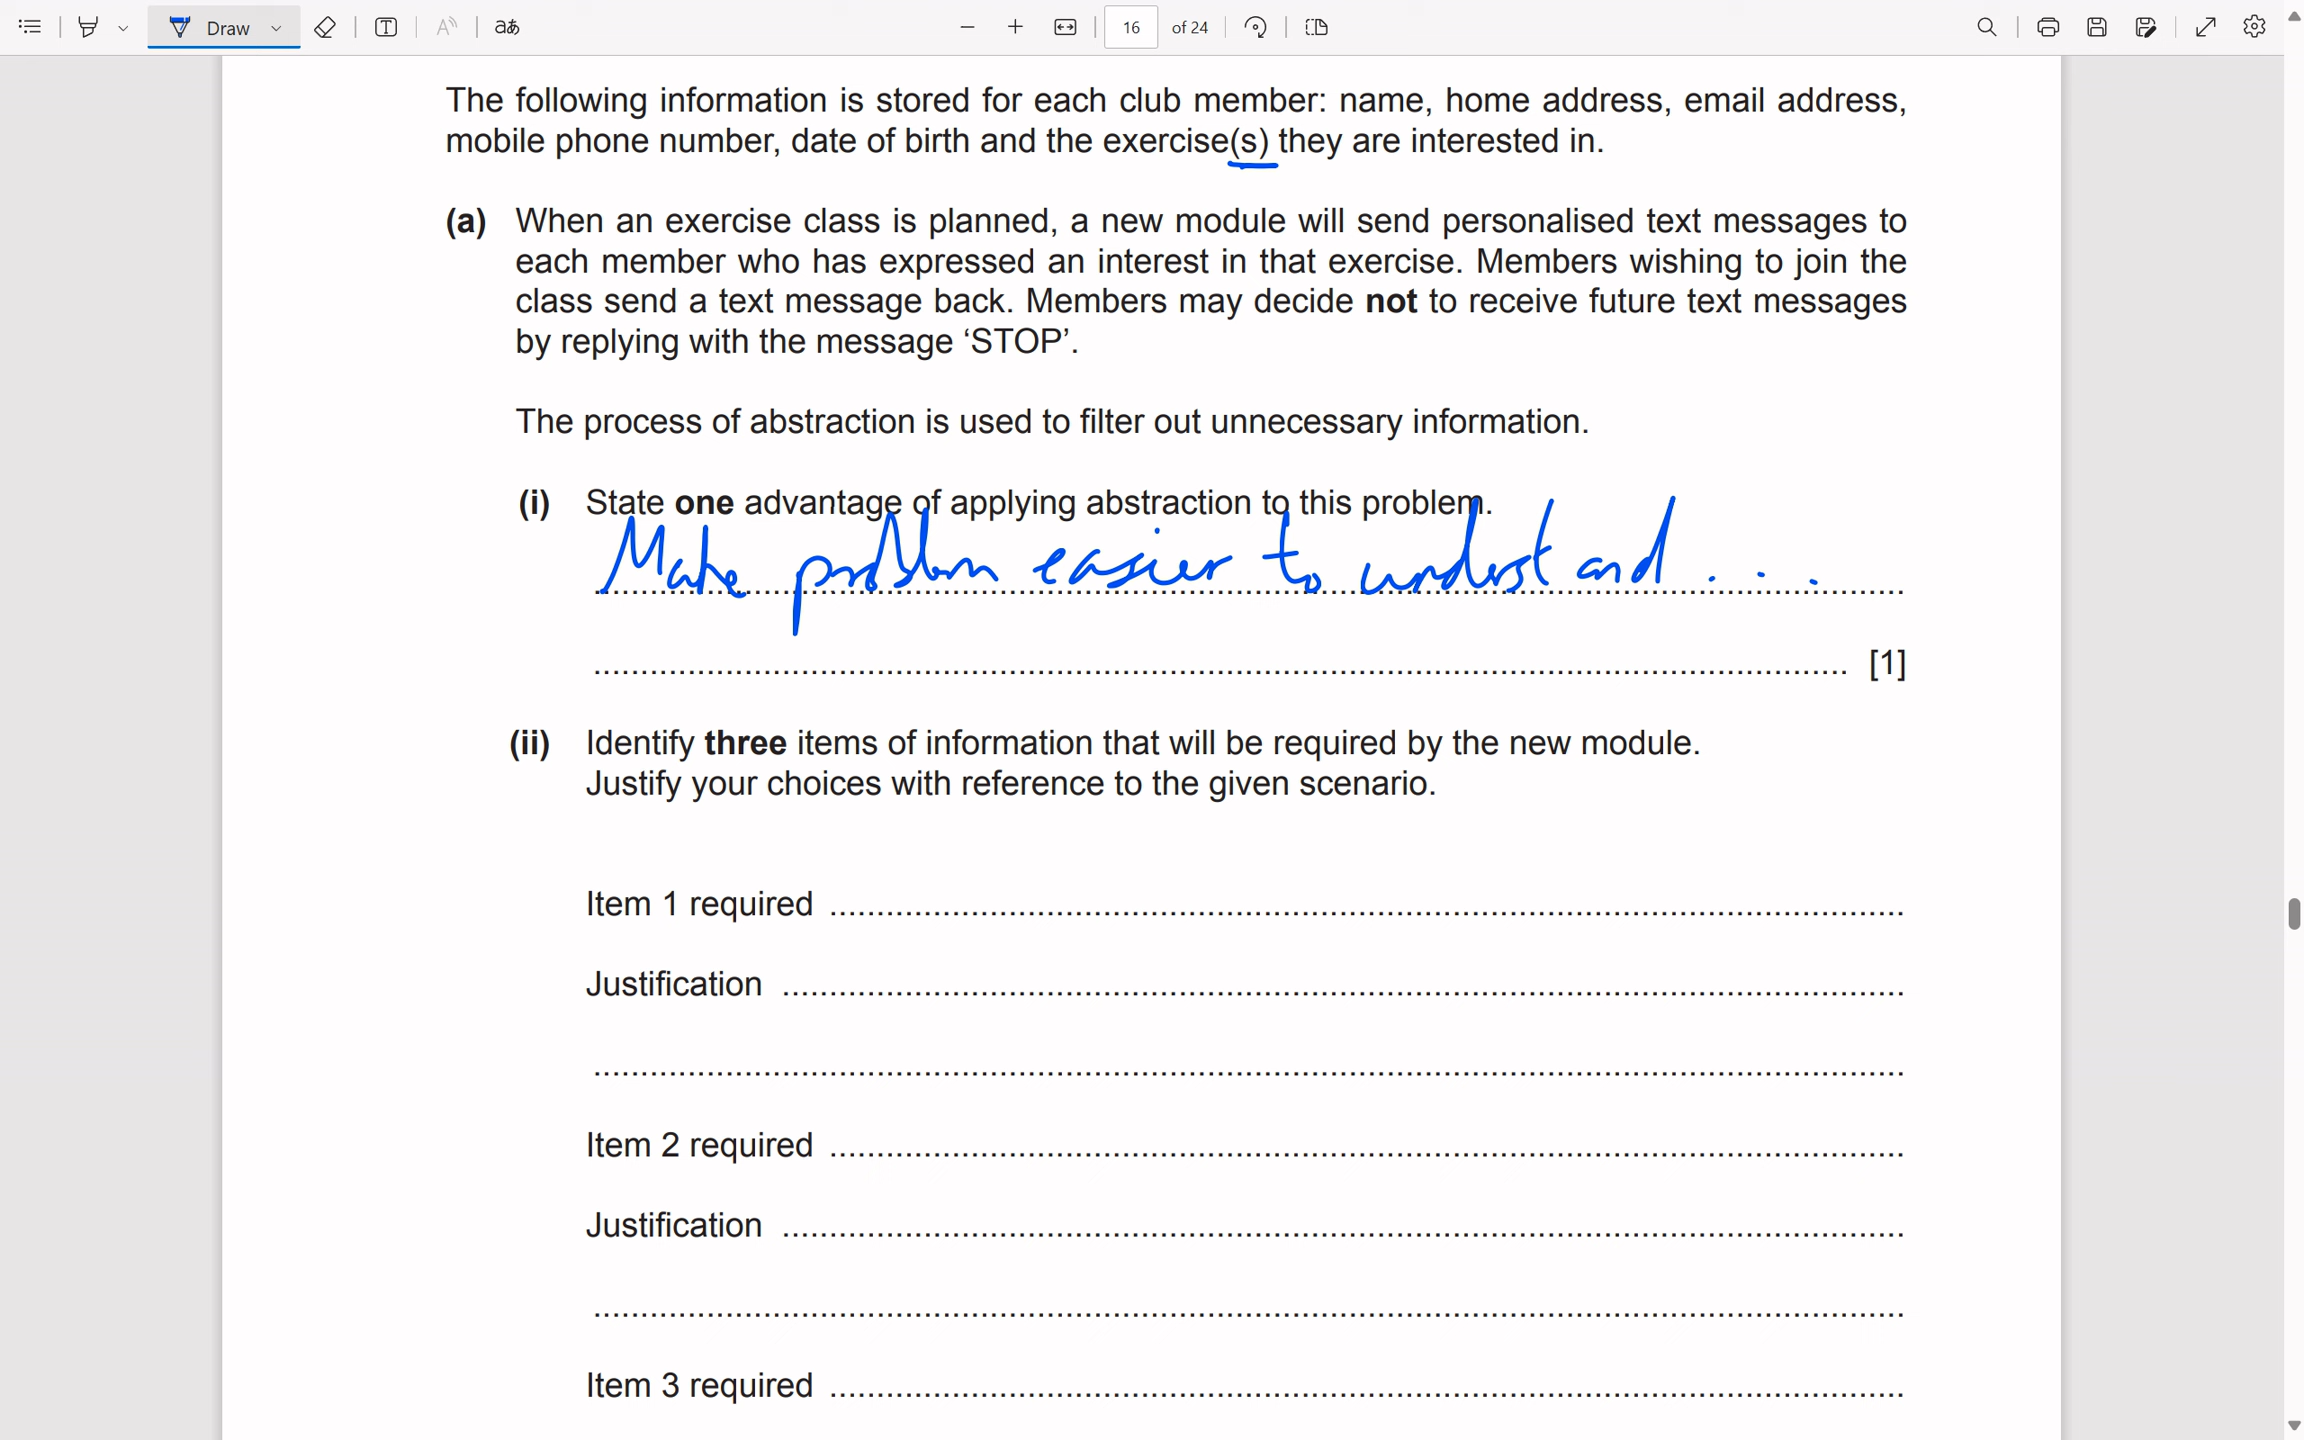 Draw
aあ
16 of 24
The following information is stored for each club member: name, home address, email address,
mobile phone number, date of birth and the exercise(s) they are interested in.
(a) When an exercise class is planned, a new module will send personalised text messages to
each member who has expressed an interest in that exercise. Members wishing to join the
class send a text message back. Members may decide not to receive future text messages
by replying with the message ‘STOP’.
The process of abstraction is used to filter out unnecessary information.
(i) State one advantage of applying abstraction to this problem.
Make problem easier to understand . . .
[1]
(ii) Identify three items of information that will be required by the new module.
Justify your choices with reference to the given scenario.
Item 1 required
Justification
Item 2 required
Justification
Item 3 required